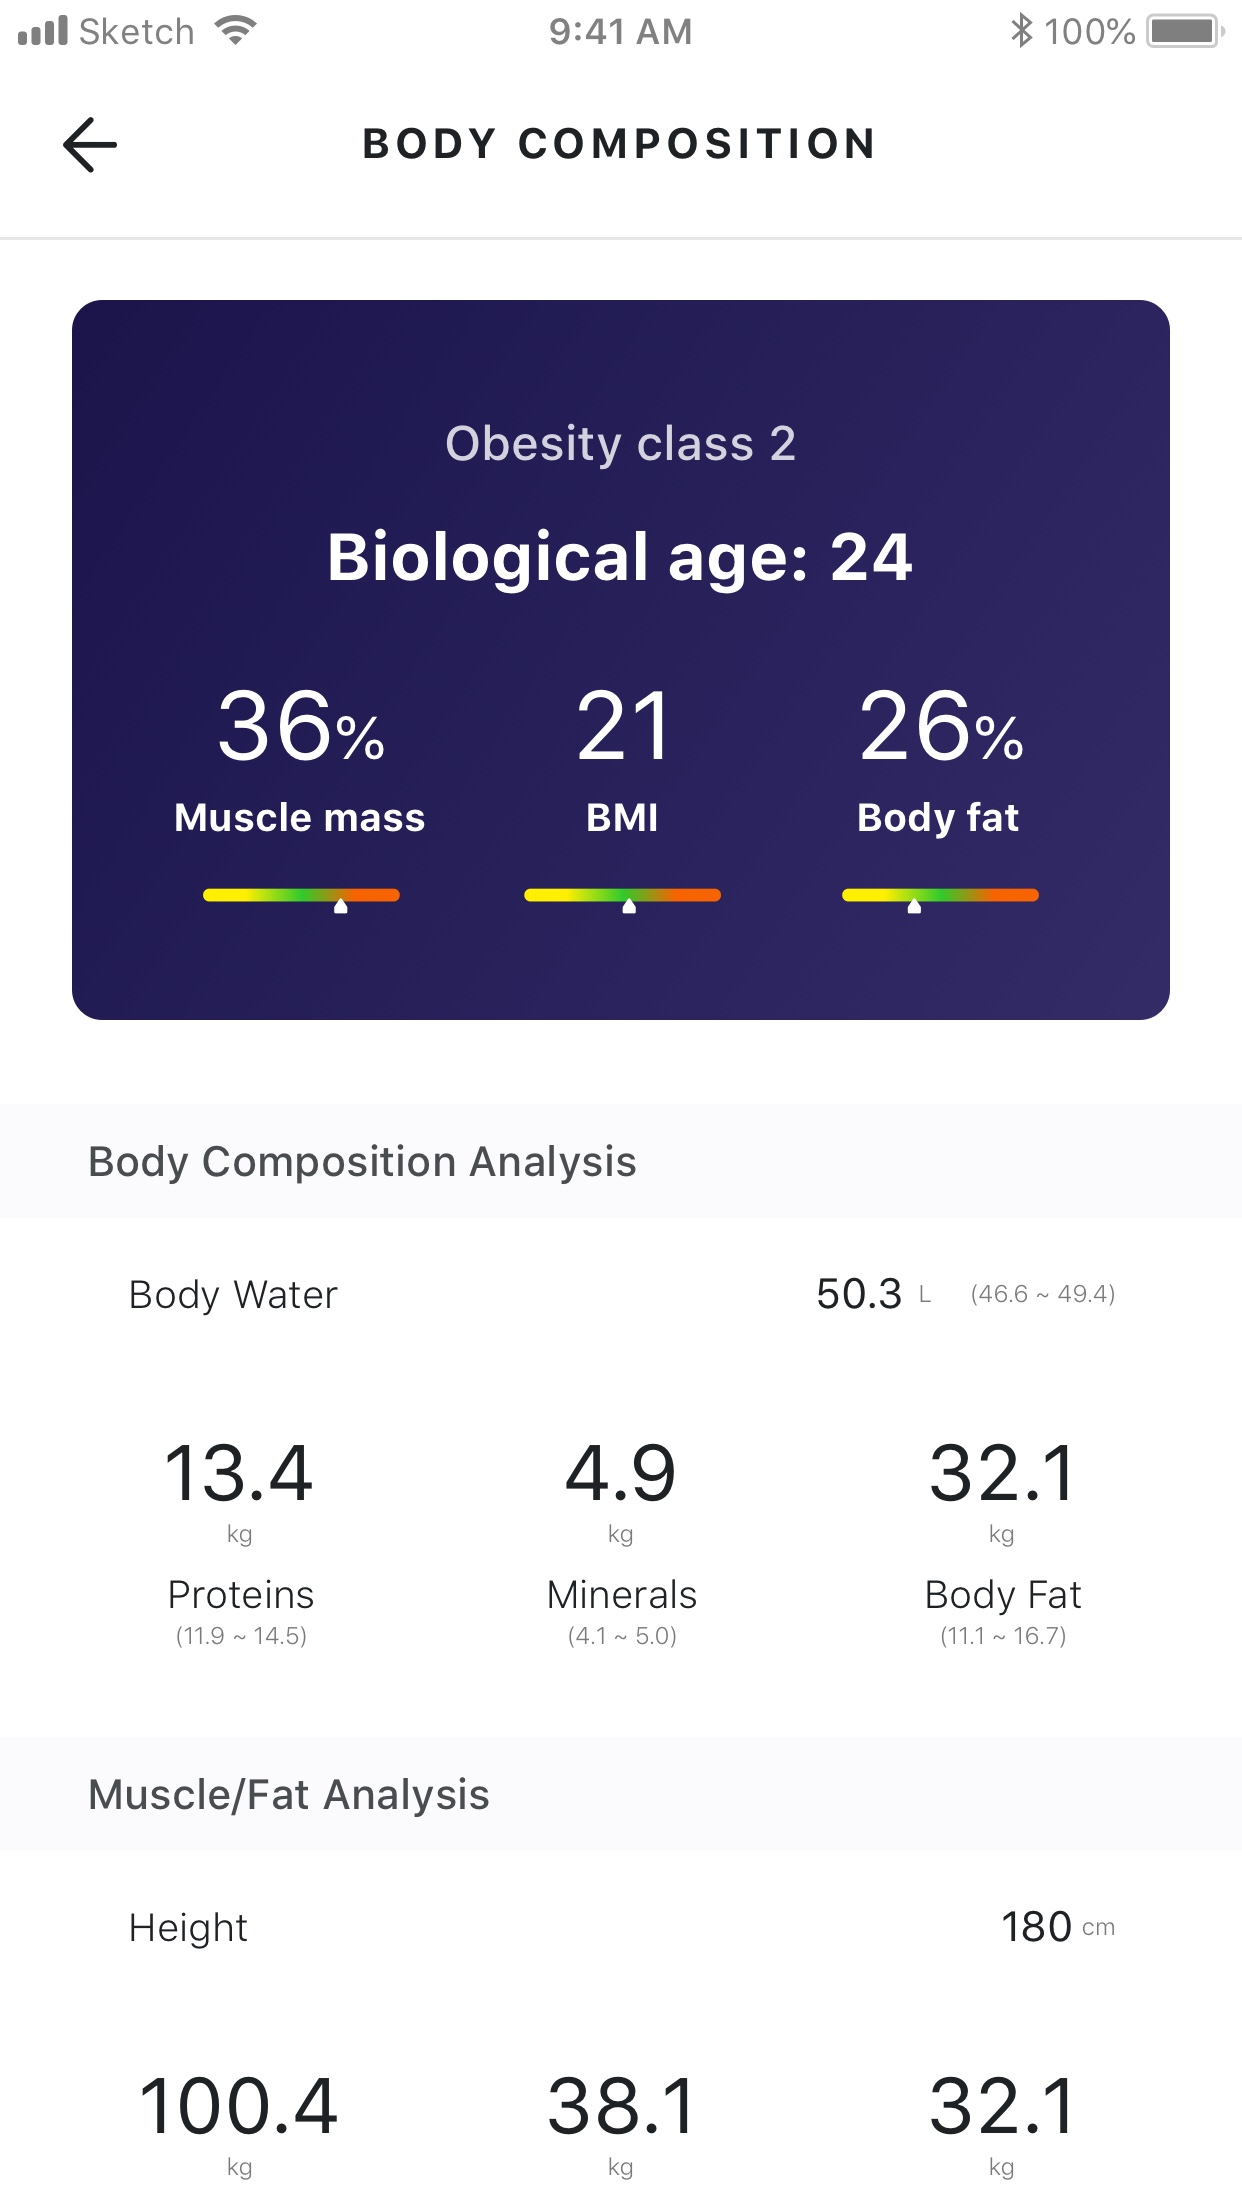 Sketch 9:41 AM 100%
BODY COMPOSITION
Obesity class 2
Biological age: 24
36% 21 26%
Muscle mass BMI Body fat
Body Composition Analysis
Body Water 50.3 L (46.6 ~ 49.4)
13.4 4.9 32.1
kg kg kg
Proteins Minerals Body Fat
(11.9 ~ 14.5) (4.1 ~ 5.0) (11.1 ~ 16.7)
Muscle/Fat Analysis
Height 180 cm
100.4 38.1 32.1
kg kg kg